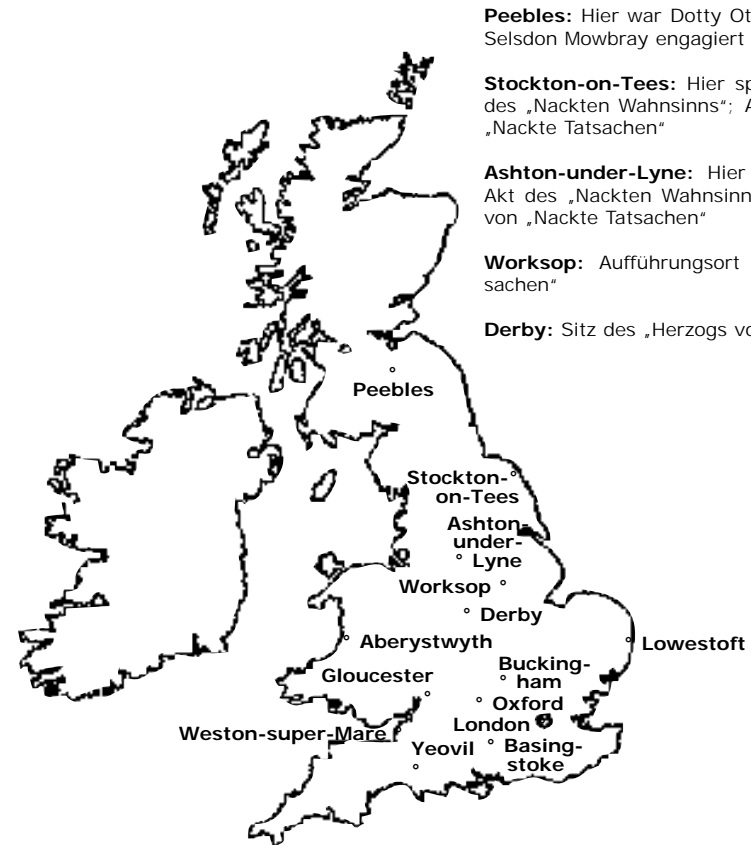 Peebles: Hier war Dotty Ot
Selsdon Mowbray engagiert
Stockton-on-Tees: Hier sp
des „Nackten Wahnsinns“; A
„Nackte Tatsachen“
Ashton-under-Lyne: Hier
Akt des „Nackten Wahnsinn
von „Nackte Tatsachen“
Worksop: Aufführungsort
sachen“
Derby: Sitz des „Herzogs vo
Peebles
Stockton-
on-Tees
Ashton-
under-
Lyne
Worksop
Derby
Aberystwyth
Lowestoft
Gloucester
Bucking-
ham
Oxford
London
Weston-super-Mare
Yeovil
Basing-
stoke